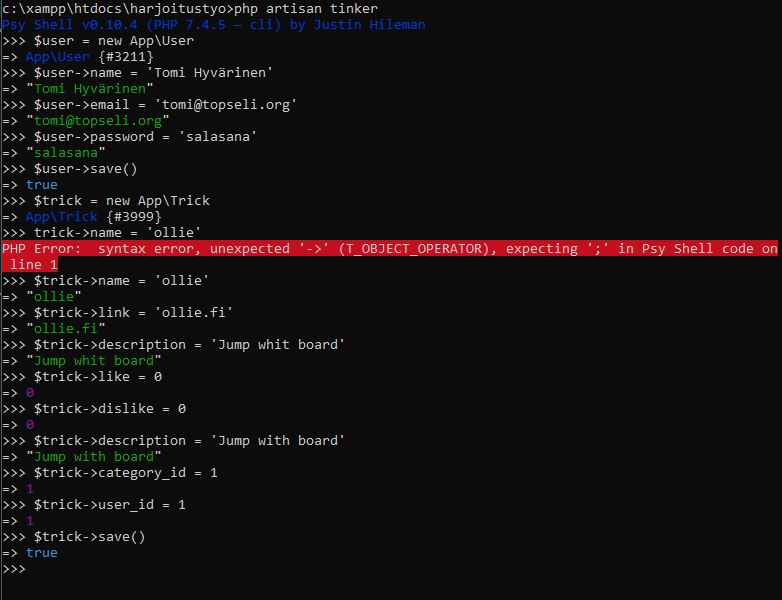 c:\xampp\htdocs\harjoitustyo>php artisan tinker
Psy Shell v0.10.4 (PHP 7.4.5 — cli) by Justin Hileman
>>> $user = new App\User
=> App\User {#3211}
>>> $user->name = 'Tomi Hyvärinen'
=> "Tomi Hyvärinen"
>>> $user->email = 'tomi@topseli.org'
=> "tomi@topseli.org"
>>> $user->password = 'salasana'
=> "salasana"
>>> $user->save()
=> true
>>> $trick = new App\Trick
=> App\Trick {#3999}
>>> trick->name = 'ollie'
PHP Error:  syntax error, unexpected '->' (T_OBJECT_OPERATOR), expecting ';' in Psy Shell code on
 line 1
>>> $trick->name = 'ollie'
=> "ollie"
>>> $trick->link = 'ollie.fi'
=> "ollie.fi"
>>> $trick->description = 'Jump whit board'
=> "Jump whit board"
>>> $trick->like = 0
=> 0
>>> $trick->dislike = 0
=> 0
>>> $trick->description = 'Jump with board'
=> "Jump with board"
>>> $trick->category_id = 1
=> 1
>>> $trick->user_id = 1
=> 1
>>> $trick->save()
=> true
>>>